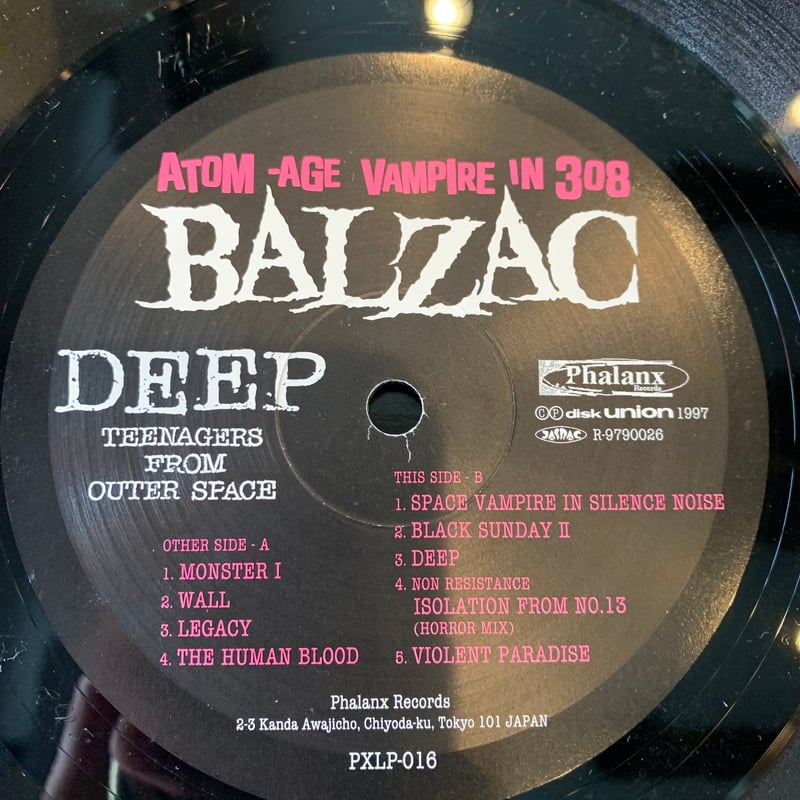 ATOM-AGE VAMPIRE IN 308
BALZAC
DEEP
TEENAGERS
FROM
OUTER SPACE
Phalanx
Records
ⒸⓅ disk union 1997
JASRAC R-9790026
OTHER SIDE - A
1. MONSTER I
2. WALL
3. LEGACY
4. THE HUMAN BLOOD
THIS SIDE - B
1. SPACE VAMPIRE IN SILENCE NOISE
2. BLACK SUNDAY II
3. DEEP
4. NON RESISTANCE
ISOLATION FROM NO.13
(HORROR MIX)
5. VIOLENT PARADISE
Phalanx Records
2-3 Kanda Awajicho, Chiyoda-ku, Tokyo 101 JAPAN
PXLP-016